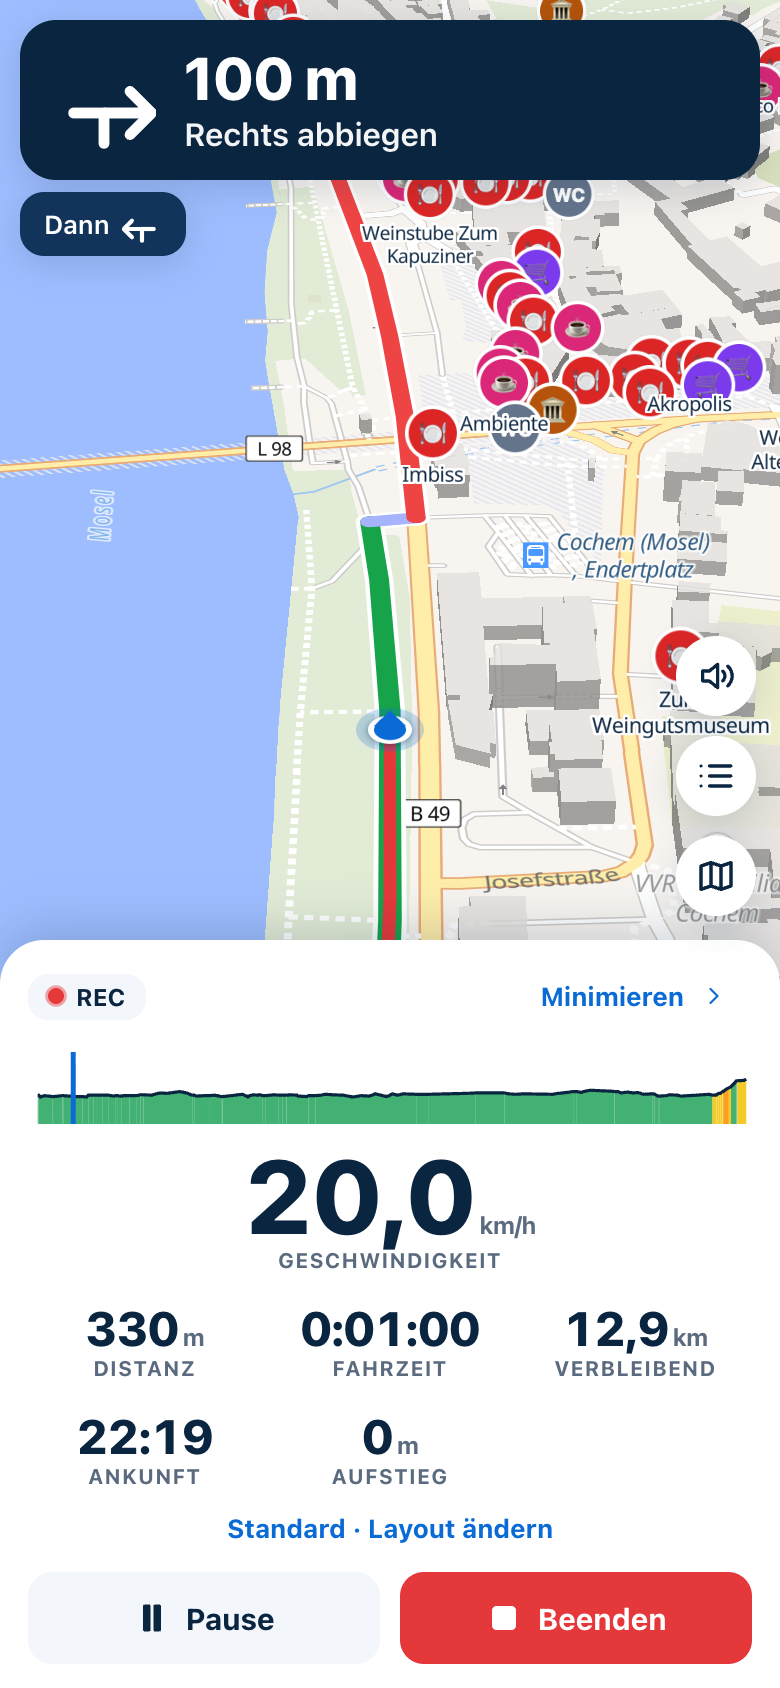 100 m
Rechts abbiegen
Dann
WC
Weinstube Zum
Kapuziner
Akropolis
Ambiente
L 98
Imbiss
Mosel
Cochem (Mosel)
, Endertplatz
Weingutsmuseum
B 49
Josefstraße
VVR
Cochem
REC
Minimieren
20,0 km/h
GESCHWINDIGKEIT
330 m
0:01:00
12,9 km
DISTANZ
FAHRZEIT
VERBLEIBEND
22:19
0 m
ANKUNFT
AUFSTIEG
Standard · Layout ändern
Pause
Beenden